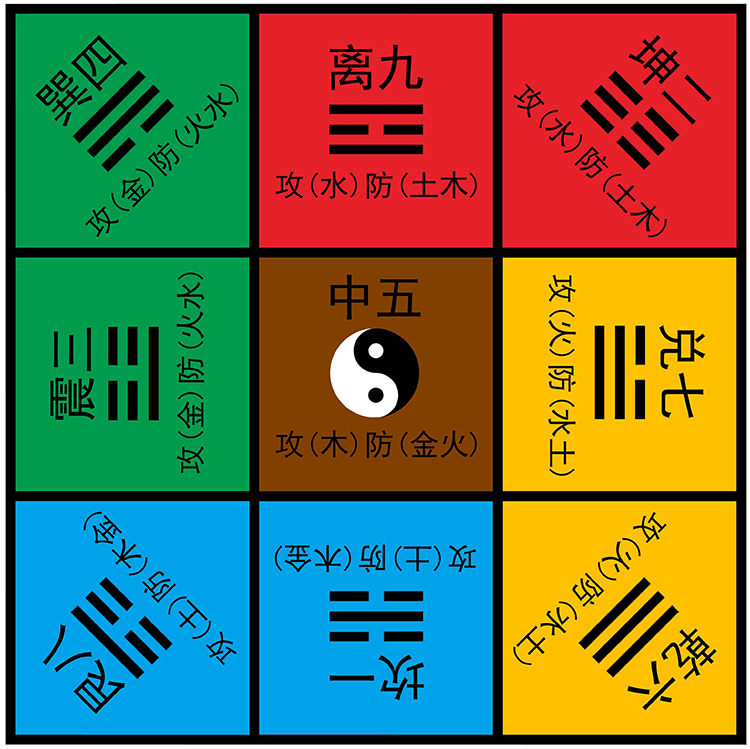 巽四
攻(金)防(火水)
离九
攻(水)防(土木)
坤二
攻(水)防(土木)
震三
攻(金)防(火水)
中五
攻(木)防(金火)
兑七
攻(火)防(水土)
艮八
攻(土)防(木金)
坎一
攻(土)防(木金)
乾六
攻(火)防(水土)